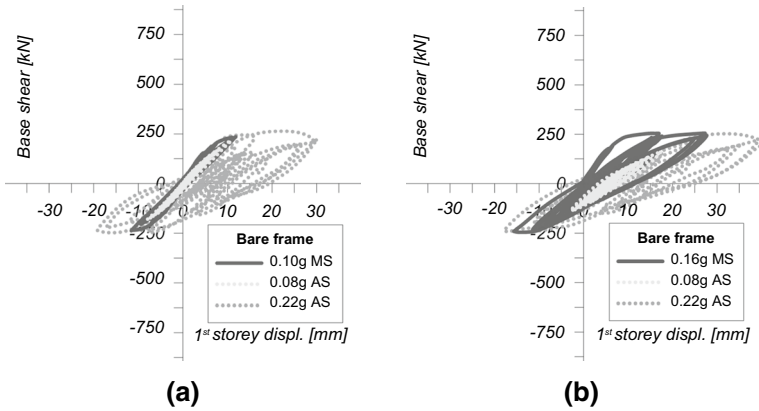 Base shear [kN]
750
500
250
0
-250
-500
-750
-30 -20 -10 0 10 20 30
Bare frame
0.10g MS
0.08g AS
0.22g AS
1st storey displ. [mm]
(a)
Base shear [kN]
750
500
250
0
-250
-500
-750
-30 -20 -10 0 10 20 30
Bare frame
0.16g MS
0.08g AS
0.22g AS
1st storey displ. [mm]
(b)